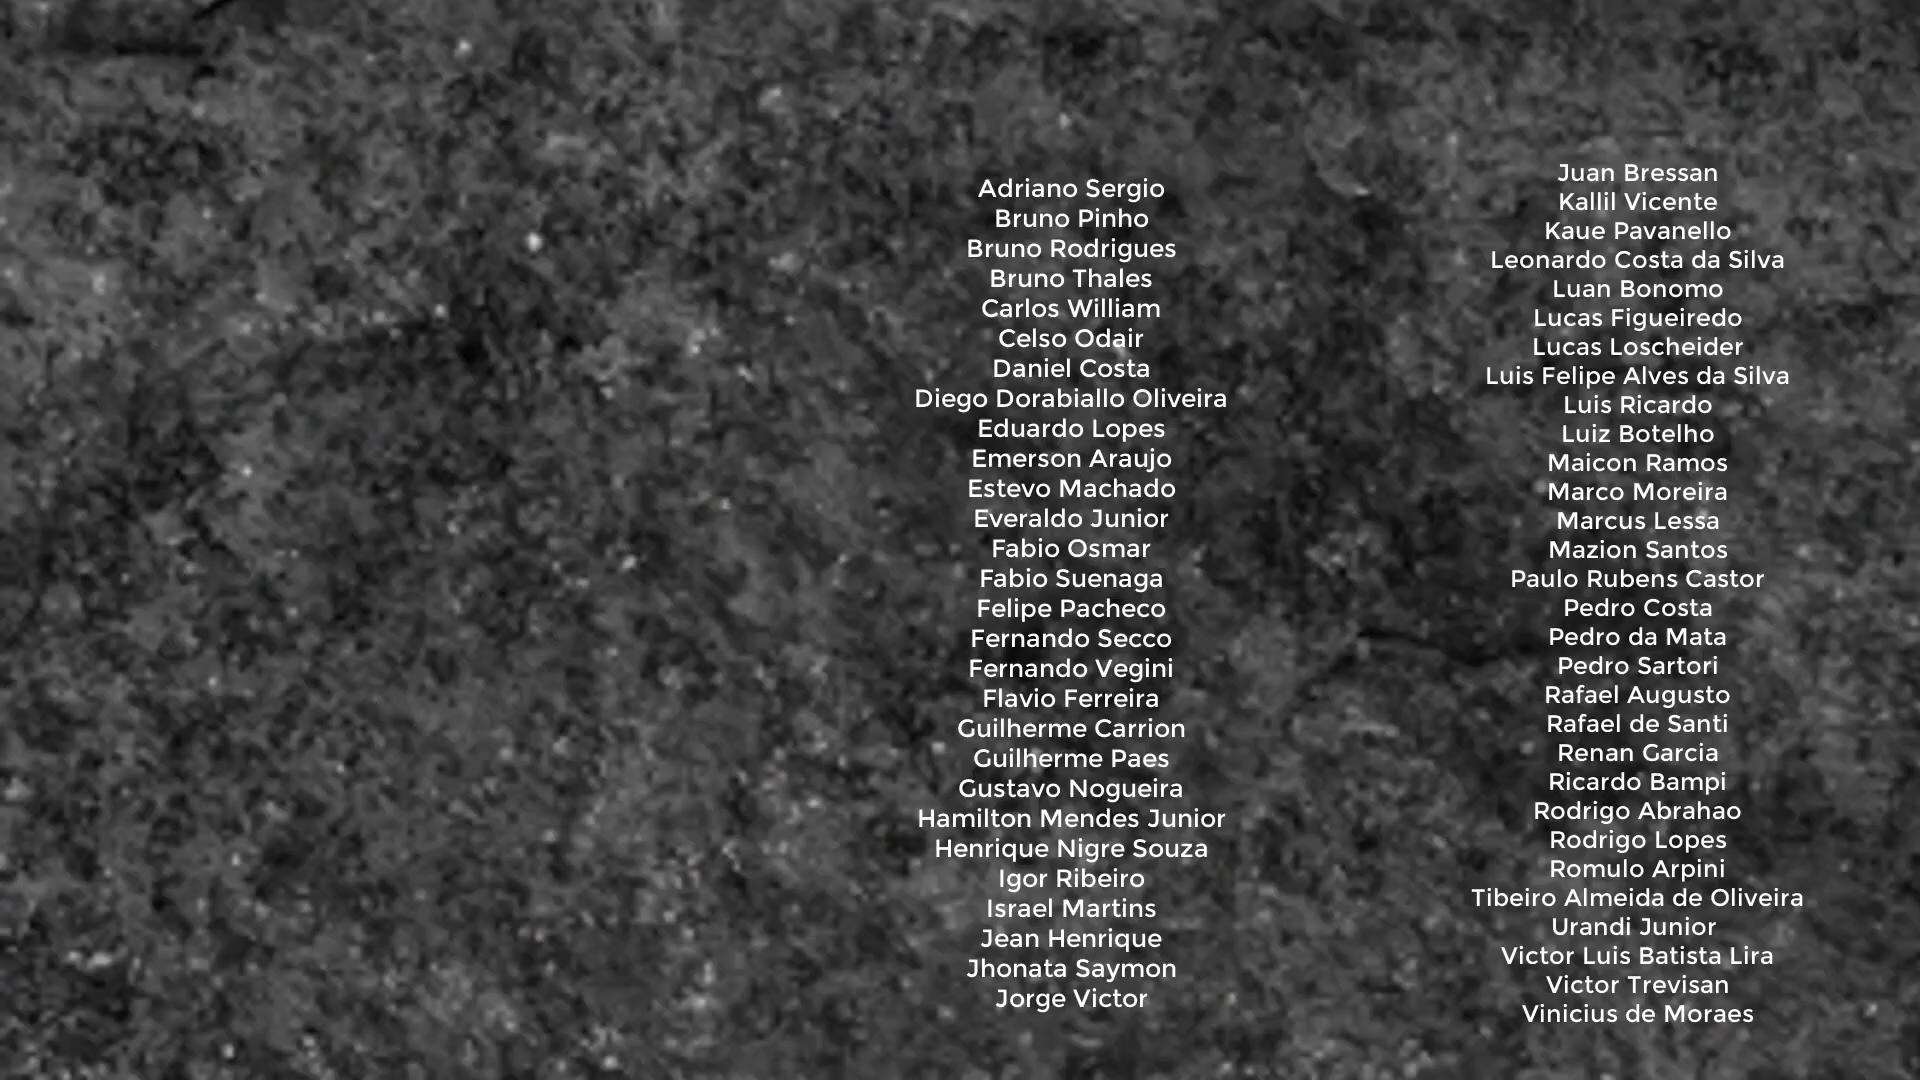 Adriano Sergio
Bruno Pinho
Bruno Rodrigues
Bruno Thales
Carlos William
Celso Odair
Daniel Costa
Diego Dorabiallo Oliveira
Eduardo Lopes
Emerson Araujo
Estevo Machado
Everaldo Junior
Fabio Osmar
Fabio Suenaga
Felipe Pacheco
Fernando Secco
Fernando Vegini
Flavio Ferreira
Guilherme Carrion
Guilherme Paes
Gustavo Nogueira
Hamilton Mendes Junior
Henrique Nigre Souza
Igor Ribeiro
Israel Martins
Jean Henrique
Jhonata Saymon
Jorge Victor
Juan Bressan
Kallil Vicente
Kaue Pavanello
Leonardo Costa da Silva
Luan Bonomo
Lucas Figueiredo
Lucas Loscheider
Luis Felipe Alves da Silva
Luis Ricardo
Luiz Botelho
Maicon Ramos
Marco Moreira
Marcus Lessa
Mazion Santos
Paulo Rubens Castor
Pedro Costa
Pedro da Mata
Pedro Sartori
Rafael Augusto
Rafael de Santi
Renan Garcia
Ricardo Bampi
Rodrigo Abrahao
Rodrigo Lopes
Romulo Arpini
Tibeiro Almeida de Oliveira
Urandi Junior
Victor Luis Batista Lira
Victor Trevisan
Vinicius de Moraes